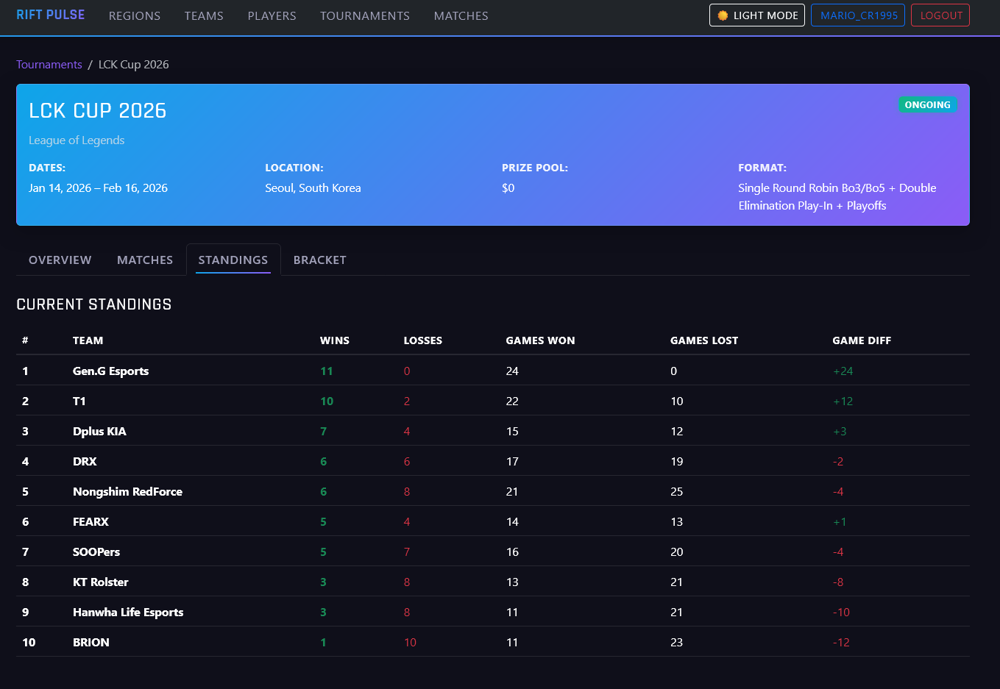 RIFT PULSE REGIONS TEAMS PLAYERS TOURNAMENTS MATCHES LIGHT MODE MARIO_CR1995 LOGOUT
Tournaments / LCK Cup 2026
LCK CUP 2026 ONGOING
League of Legends
DATES: LOCATION: PRIZE POOL: FORMAT:
Jan 14, 2026 – Feb 16, 2026 Seoul, South Korea $0 Single Round Robin Bo3/Bo5 + Double
Elimination Play-In + Playoffs
OVERVIEW MATCHES STANDINGS BRACKET
CURRENT STANDINGS
# TEAM WINS LOSSES GAMES WON GAMES LOST GAME DIFF
1 Gen.G Esports 11 0 24 0 +24
2 T1 10 2 22 10 +12
3 Dplus KIA 7 4 15 12 +3
4 DRX 6 6 17 19 -2
5 Nongshim RedForce 6 8 21 25 -4
6 FEARX 5 4 14 13 +1
7 SOOPers 5 7 16 20 -4
8 KT Rolster 3 8 13 21 -8
9 Hanwha Life Esports 3 8 11 21 -10
10 BRION 1 10 11 23 -12